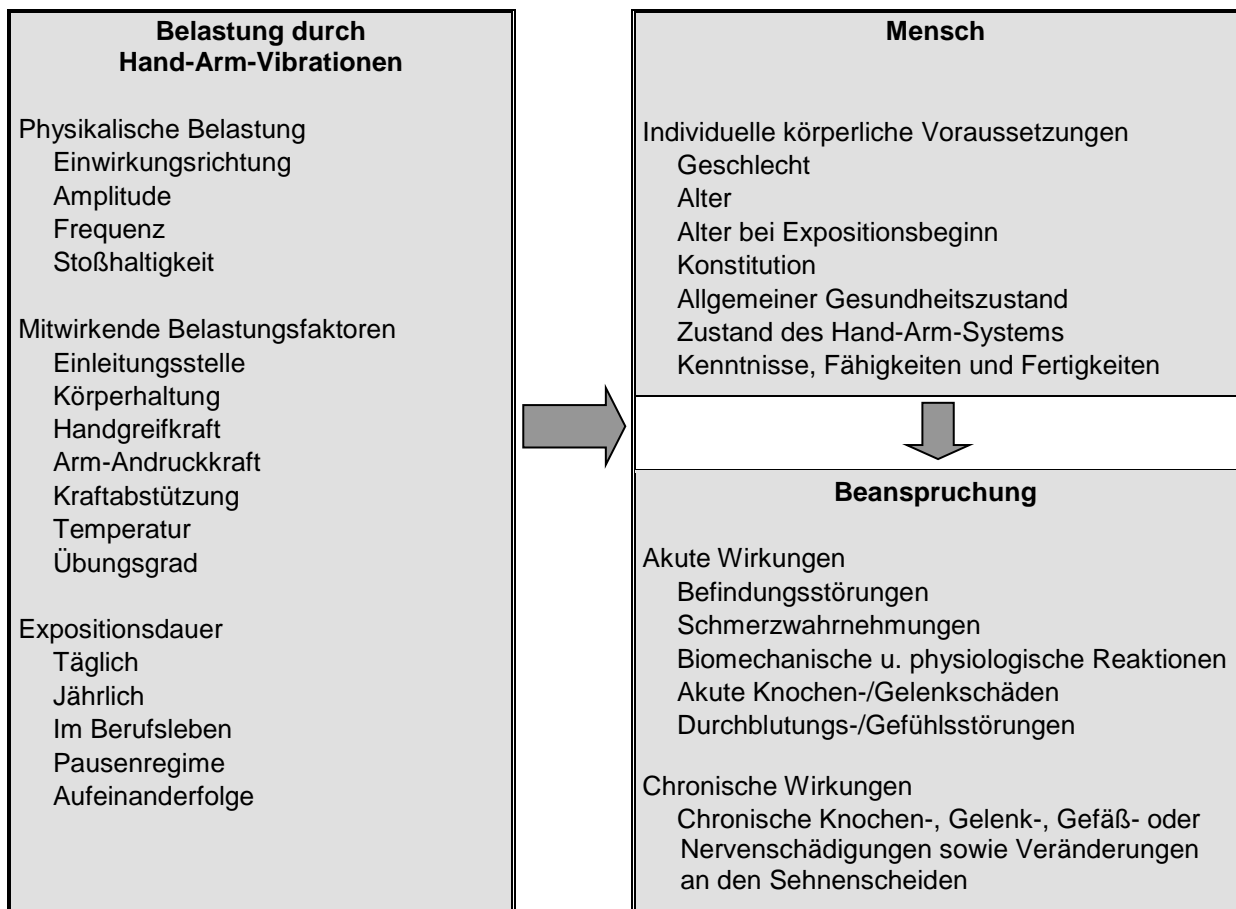 Belastung durch
Hand-Arm-Vibrationen
Physikalische Belastung
Einwirkungsrichtung
Amplitude
Frequenz
Stoßhaltigkeit
Mitwirkende Belastungsfaktoren
Einleitungsstelle
Körperhaltung
Handgreifkraft
Arm-Andruckkraft
Kraftabstützung
Temperatur
Übungsgrad
Expositionsdauer
Täglich
Jährlich
Im Berufsleben
Pausenregime
Aufeinanderfolge
Mensch
Individuelle körperliche Voraussetzungen
Geschlecht
Alter
Alter bei Expositionsbeginn
Konstitution
Allgemeiner Gesundheitszustand
Zustand des Hand-Arm-Systems
Kenntnisse, Fähigkeiten und Fertigkeiten
Beanspruchung
Akute Wirkungen
Befindungsstörungen
Schmerzwahrnehmungen
Biomechanische u. physiologische Reaktionen
Akute Knochen-/Gelenkschäden
Durchblutungs-/Gefühlsstörungen
Chronische Wirkungen
Chronische Knochen-, Gelenk-, Gefäß- oder
Nervenschädigungen sowie Veränderungen
an den Sehnenscheiden